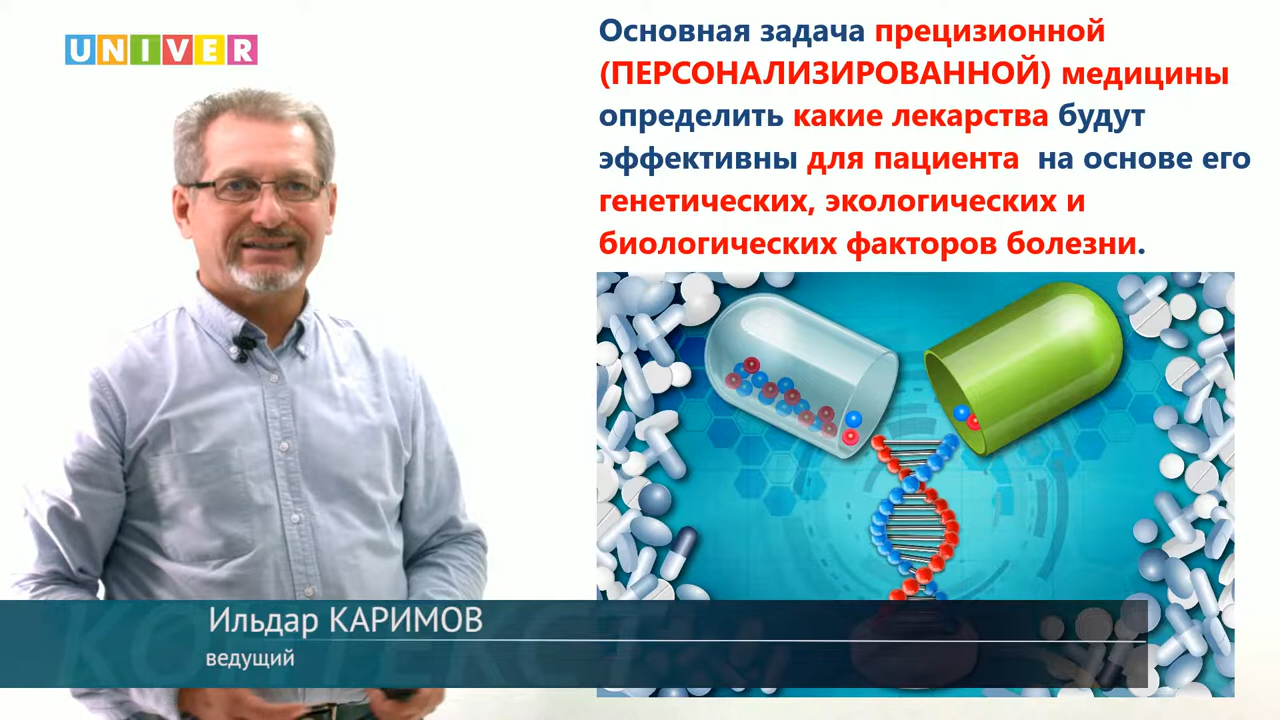 UNIVER
Основная задача прецизионной
(ПЕРСОНАЛИЗИРОВАННОЙ) медицины
определить какие лекарства будут
эффективны для пациента на основе его
генетических, экологических и
биологических факторов болезни.
Ильдар КАРИМОВ
ведущий
КОНТЕКСТ